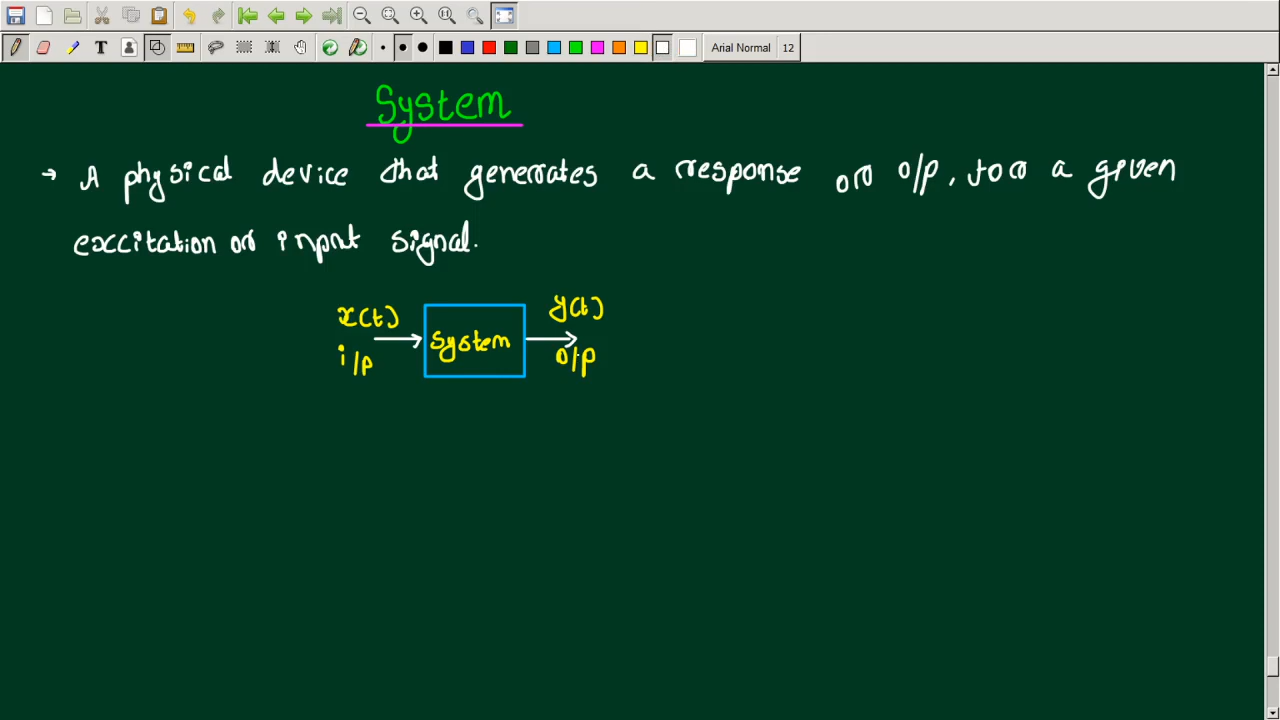 Arial Normal 12
System
→ A physical device that generates a response or o/p, for a given
excitation or input signal.
x(t) y(t)
System
i/p o/p